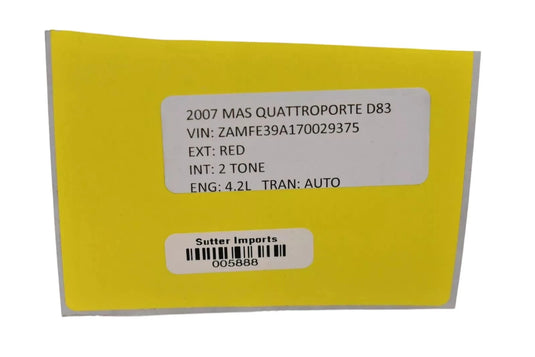 2007 MAS QUATTROPORTE D83
VIN: ZAMFE39A170029375
EXT: RED
INT: 2 TONE
ENG: 4.2L TRAN: AUTO
Sutter Imports
005888